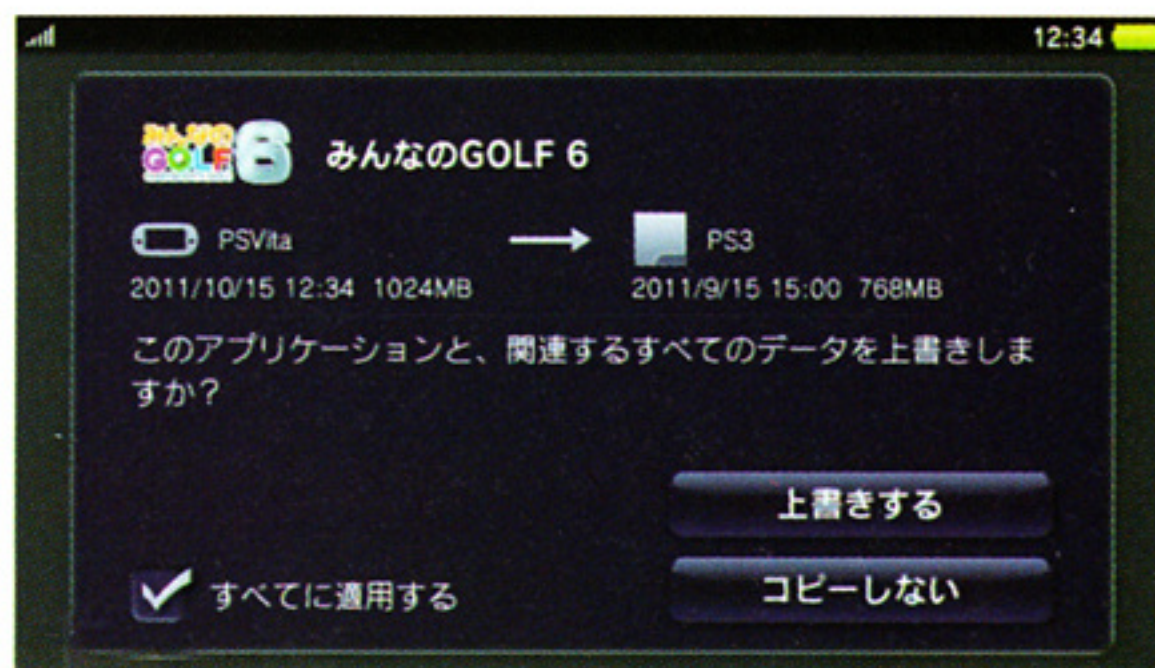 12:34
みんなの
GOLF 6
みんなのGOLF 6
PSVita → PS3
2011/10/15 12:34 1024MB 2011/9/15 15:00 768MB
このアプリケーションと、関連するすべてのデータを上書きしま
すか?
上書きする
すべてに適用する
コピーしない